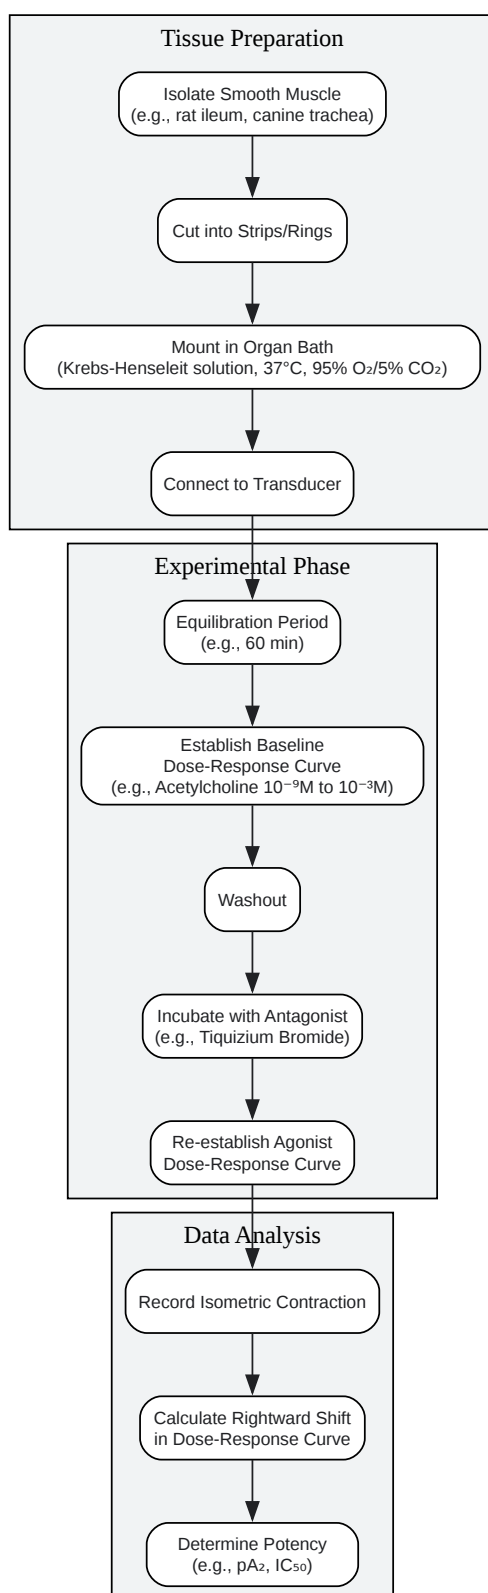 Tissue Preparation
Isolate Smooth Muscle
(e.g., rat ileum, canine trachea)
Cut into Strips/Rings
Mount in Organ Bath
(Krebs-Henseleit solution, 37°C, 95% O₂/5% CO₂)
Connect to Transducer
Experimental Phase
Equilibration Period
(e.g., 60 min)
Establish Baseline
Dose-Response Curve
(e.g., Acetylcholine 10⁻⁹M to 10⁻³M)
Washout
Incubate with Antagonist
(e.g., Tiquizium Bromide)
Re-establish Agonist
Dose-Response Curve
Data Analysis
Record Isometric Contraction
Calculate Rightward Shift
in Dose-Response Curve
Determine Potency
(e.g., pA₂, IC₅₀)